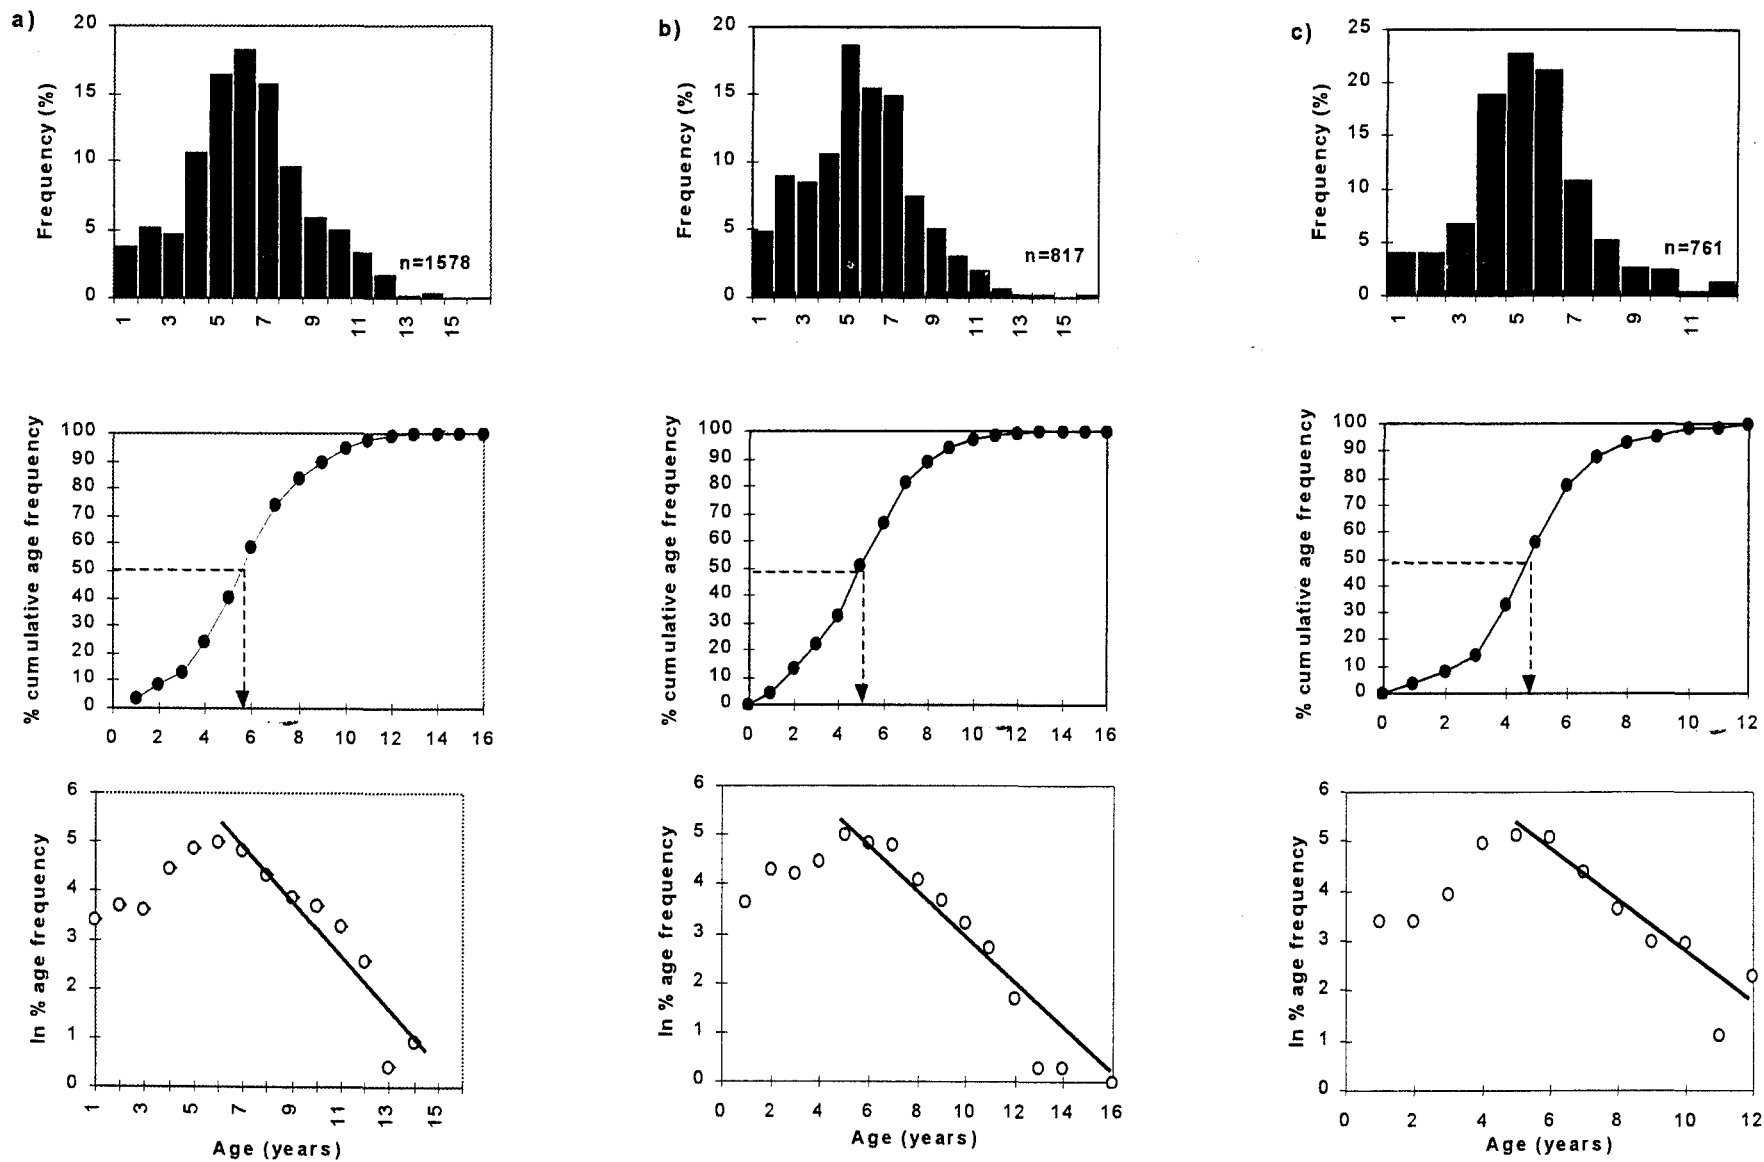 a)
Frequency (%)
20
15
10
5
0
n=1578
1 3 5 7 9 11 13 15
b)
Frequency (%)
20
15
10
5
0
n=817
1 3 5 7 9 11 13 15
c)
Frequency (%)
25
20
15
10
5
0
n=761
1 3 5 7 9 11
% cumulative age frequency
100
90
80
70
60
50
40
30
20
10
0
0 2 4 6 8 10 12 14 16
% cumulative age frequency
100
90
80
70
60
50
40
30
20
10
0
0 2 4 6 8 10 12 14 16
% cumulative age frequency
100
90
80
70
60
50
40
30
20
10
0
0 2 4 6 8 10 12
ln % age frequency
6
5
4
3
2
1
0
1 3 5 7 9 11 13 15
Age (years)
ln % age frequency
6
5
4
3
2
1
0
0 2 4 6 8 10 12 14 16
Age (years)
ln % age frequency
6
5
4
3
2
1
0
0 2 4 6 8 10 12
Age (years)